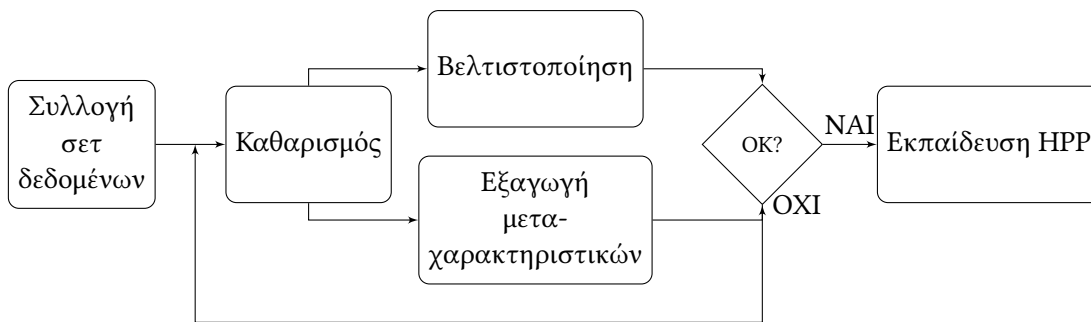 Συλλογή
σετ
δεδομένων
Καθαρισμός
Βελτιστοποίηση
Εξαγωγή
μετα-
χαρακτηριστικών
OK?
ΝΑΙ
ΟΧΙ
Εκπαίδευση HPP